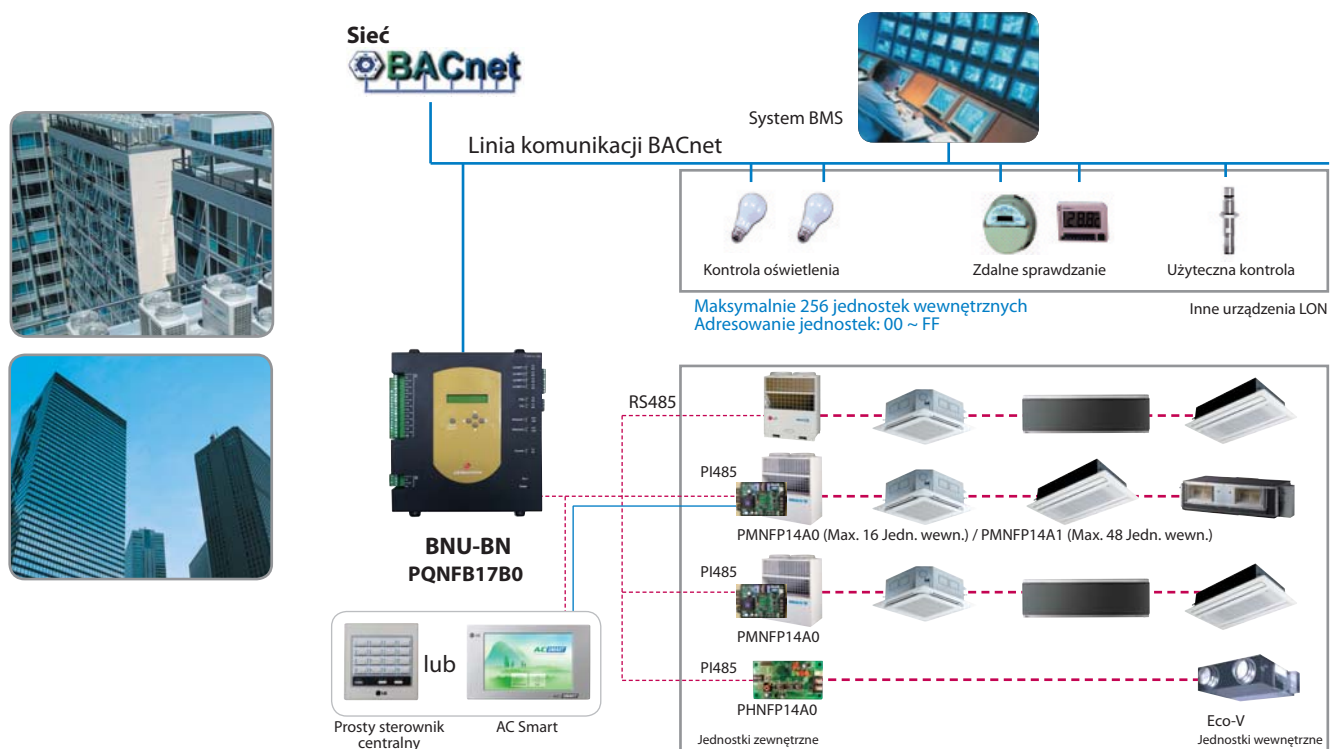 Sieć
BACnet
System BMS
Linia komunikacji BACnet
Kontrola oświetlenia
Zdalne sprawdzanie
Użyteczna kontrola
Maksymalnie 256 jednostek wewnętrznych
Adresowanie jednostek: 00 ~ FF
Inne urządzenia LON
RS485
PI485
PMNFP14A0 (Max. 16 Jedn. wewn.) / PMNFP14A1 (Max. 48 Jedn. wewn.)
BNU-BN
PQNFB17B0
PI485
PMNFP14A0
lub
AC SMART
PI485
PHNFP14A0
Eco-V
Prosty sterownik
centralny
AC Smart
Jednostki zewnętrzne
Jednostki wewnętrzne